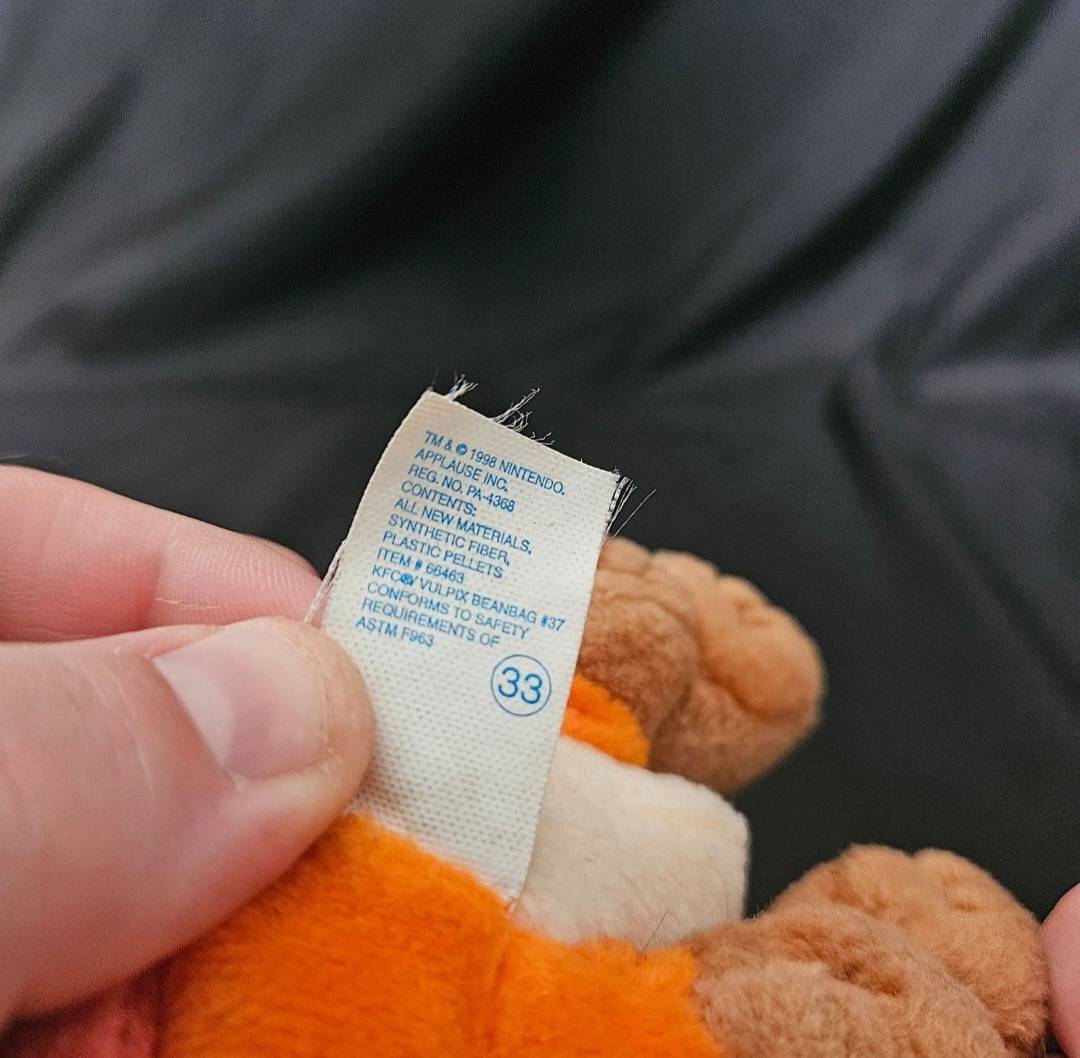 TM & © 1998 NINTENDO.
APPLAUSE INC.
REG. NO. PA-4368
CONTENTS:
ALL NEW MATERIALS,
SYNTHETIC FIBER,
PLASTIC PELLETS
ITEM # 66463
KFC®/ VULPIX BEANBAG #37
CONFORMS TO SAFETY
REQUIREMENTS OF
ASTM F963
33